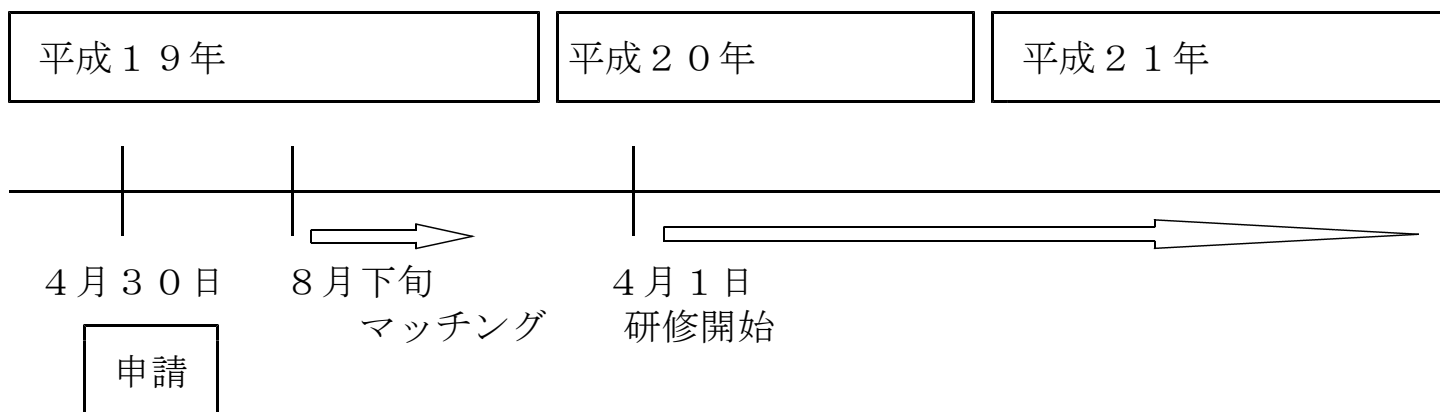 平成１９年
平成２０年
平成２１年
４月３０日
８月下旬
４月１日
マッチング
研修開始
申請